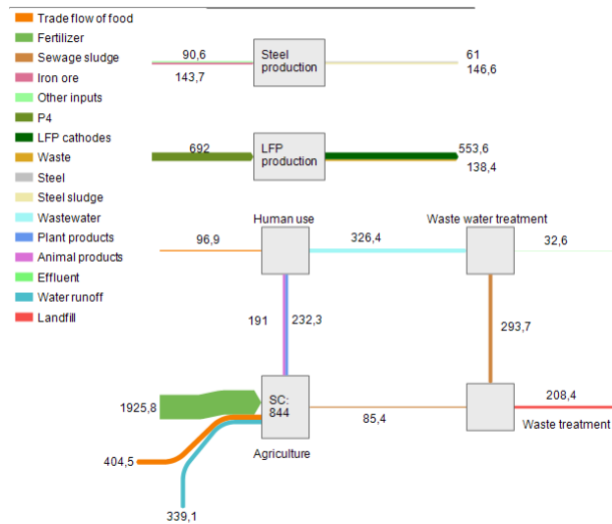 Trade flow of food
Fertilizer
Sewage sludge
Iron ore
Other inputs
P4
LFP cathodes
Waste
Steel
Steel sludge
Wastewater
Plant products
Animal products
Effluent
Water runoff
Landfill
90,6
143,7
Steel
production
61
146,6
692
LFP
production
553,6
138,4
Human use
Waste water treatment
96,9
326,4
32,6
191
232,3
293,7
1925,8
SC:
844
85,4
208,4
Waste treatment
Agriculture
404,5
339,1